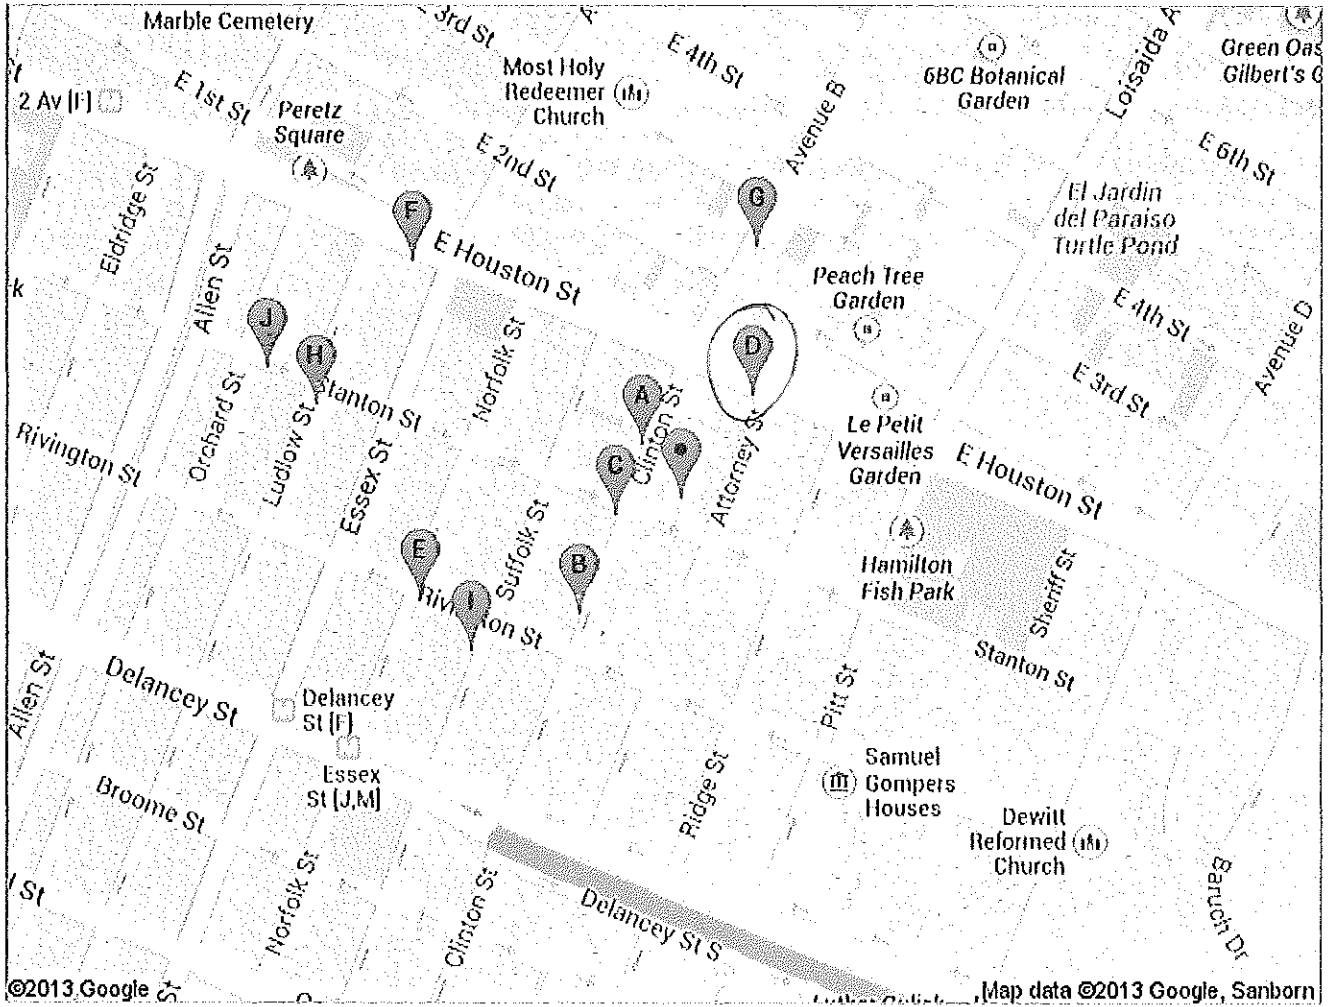 Marble Cemetery
3rd St
E 4th St
Loisaida A
Green Oas
Gilbert's G
St
2 Av [F]
E 1st St
Peretz
Square
Most Holy
Redeemer
Church
Avenue B
6BC Botanical
Garden
E 2nd St
E 6th St
Eldridge St
Allen St
F
E Houston St
G
El Jardin
del Paraiso
Turtle Pond
k
J
H
Stanton St
Norfolk St
D
Peach Tree
Garden
E 4th St
E 3rd St
Avenue D
Orchard St
Ludlow St
Essex St
A
Clinton St
C
Attorney St
Le Petit
Versailles
Garden
E Houston St
Rivington St
E
I
Suffolk St
B
Hamilton
Fish Park
Sheriff St
Stanton St
Allen St
Delancey St
Delancey
St [F]
Essex
St [J,M]
Pitt St
Ridge St
Samuel
Gompers
Houses
Dewitt
Reformed
Church
Broome St
St
Norfolk St
Clinton St
Delancey St S
Baruch Dr
©2013 Google
St
Map data ©2013 Google, Sanborn